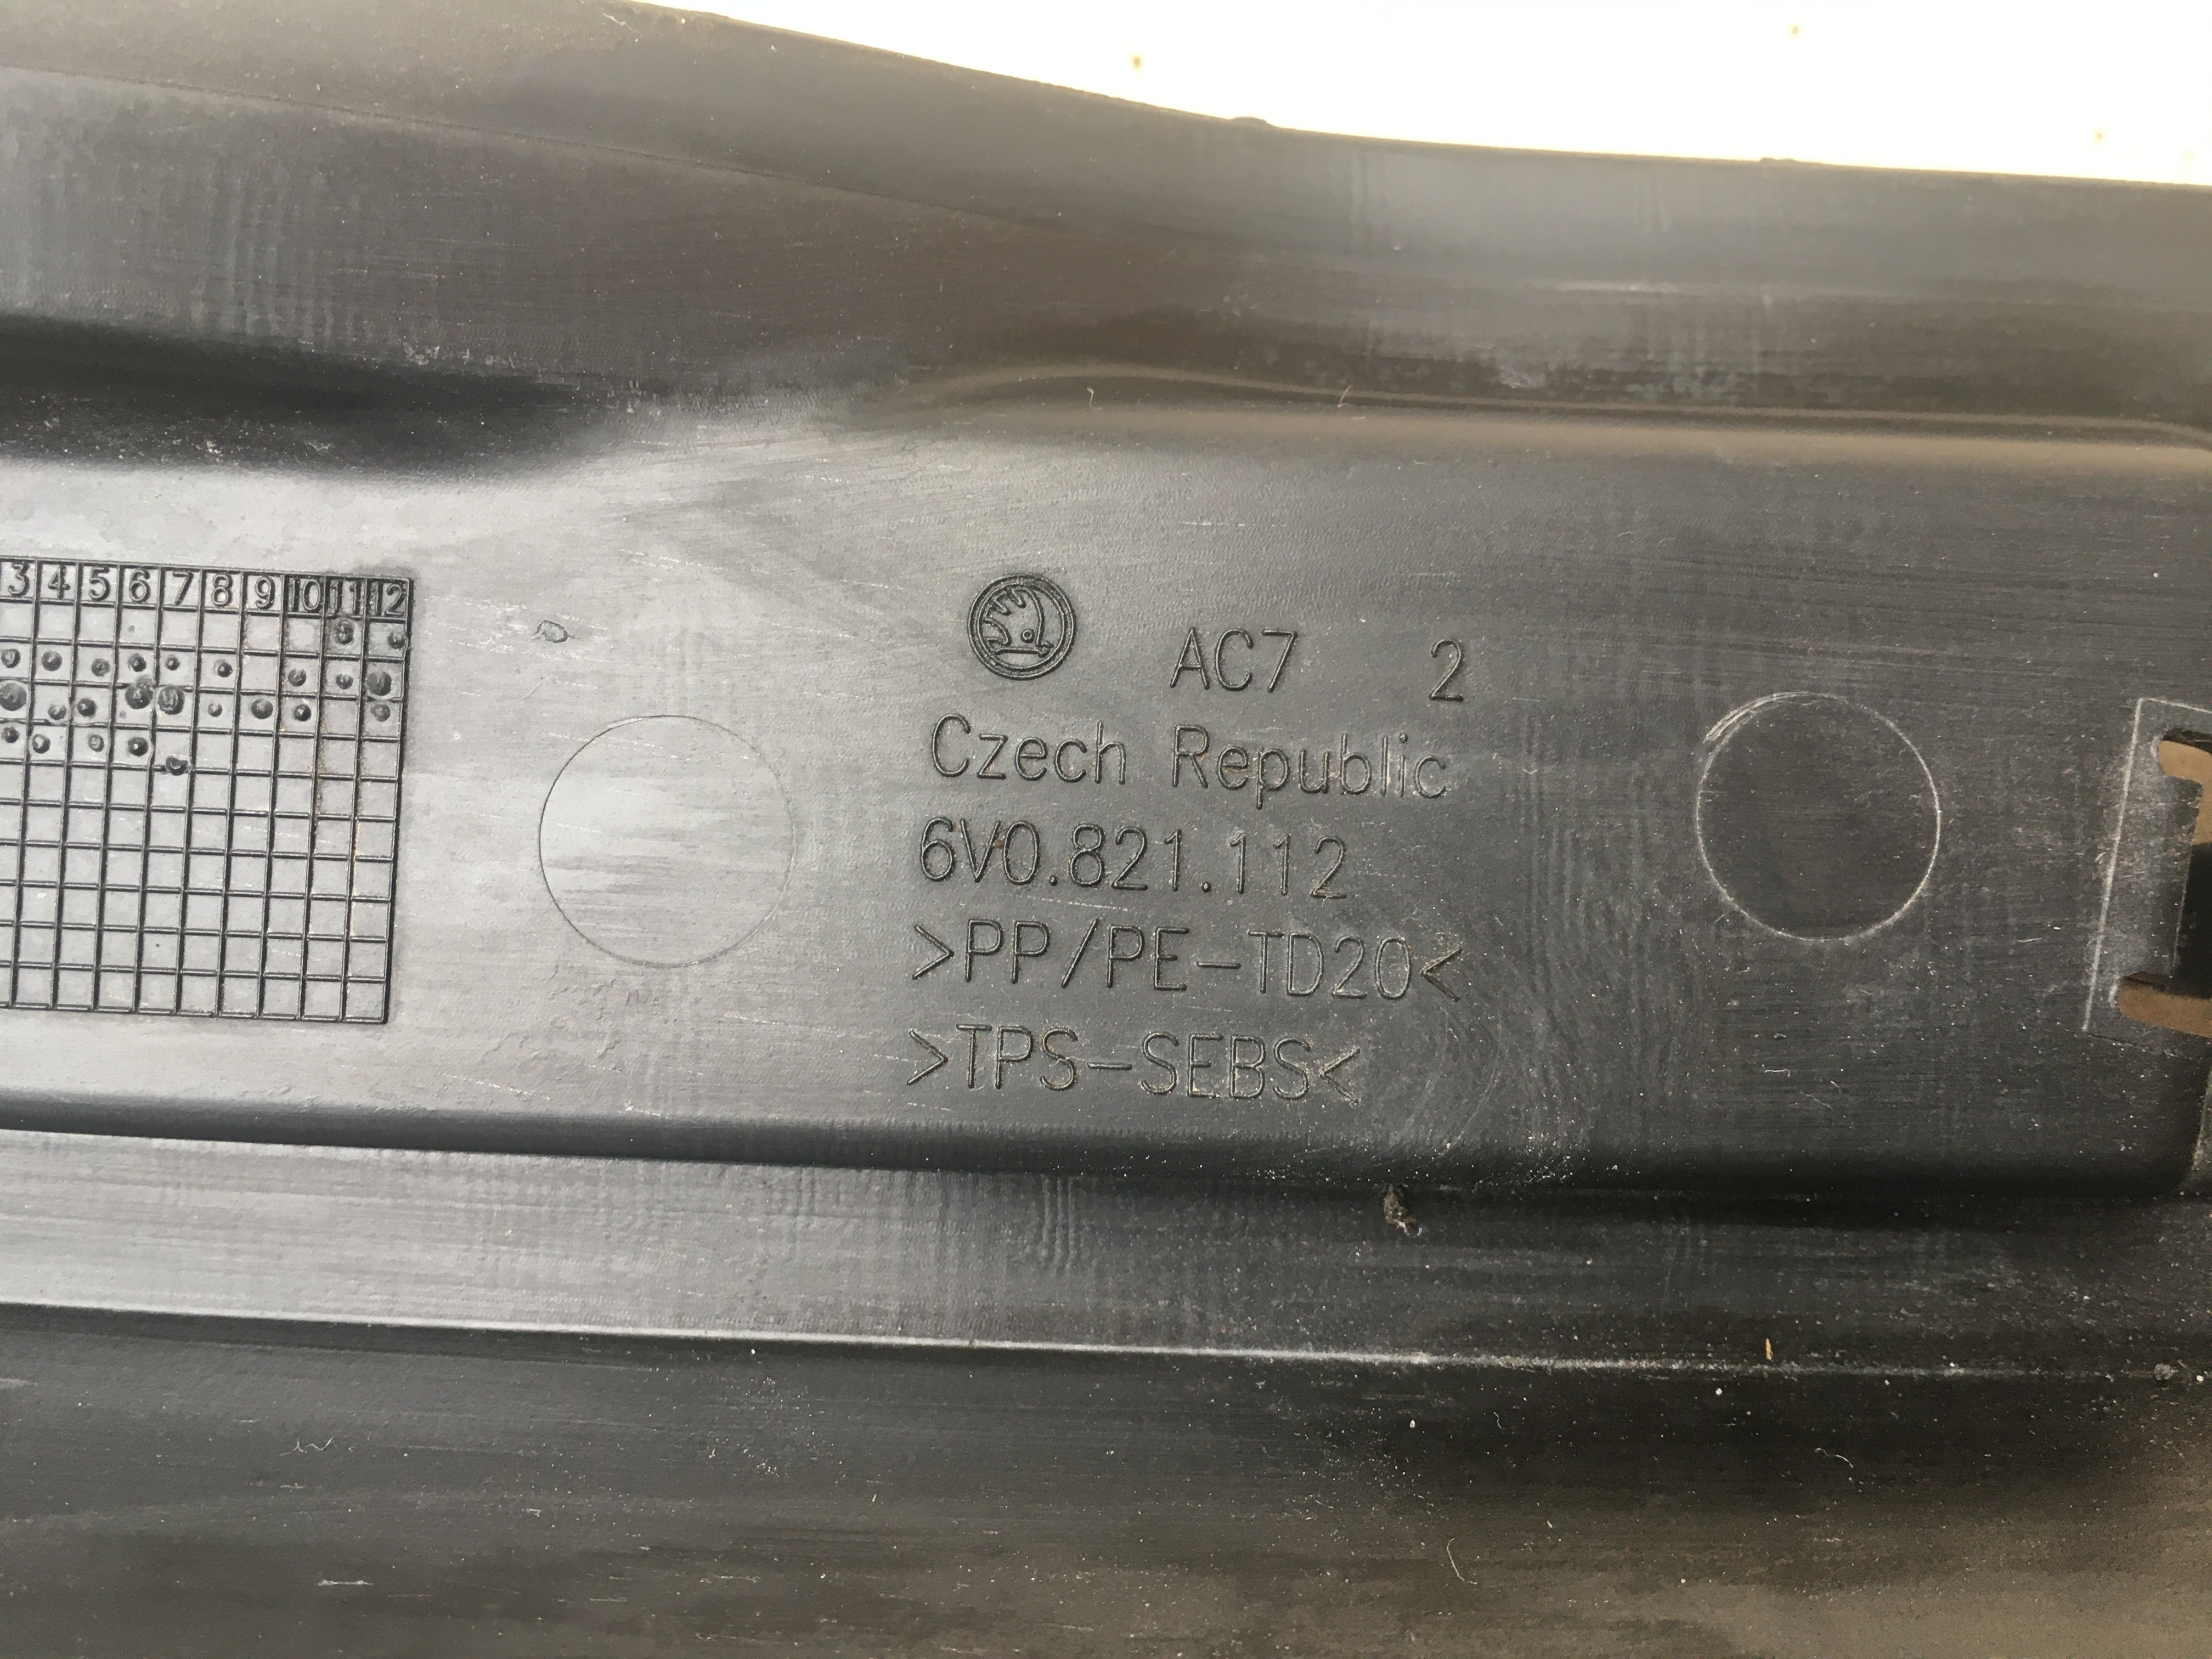 3 4 5 6 7 8 9 10 11 12
AC7 2
Czech Republic
6V0.821.112
>PP/PE-TD20<
>TPS-SEBS<